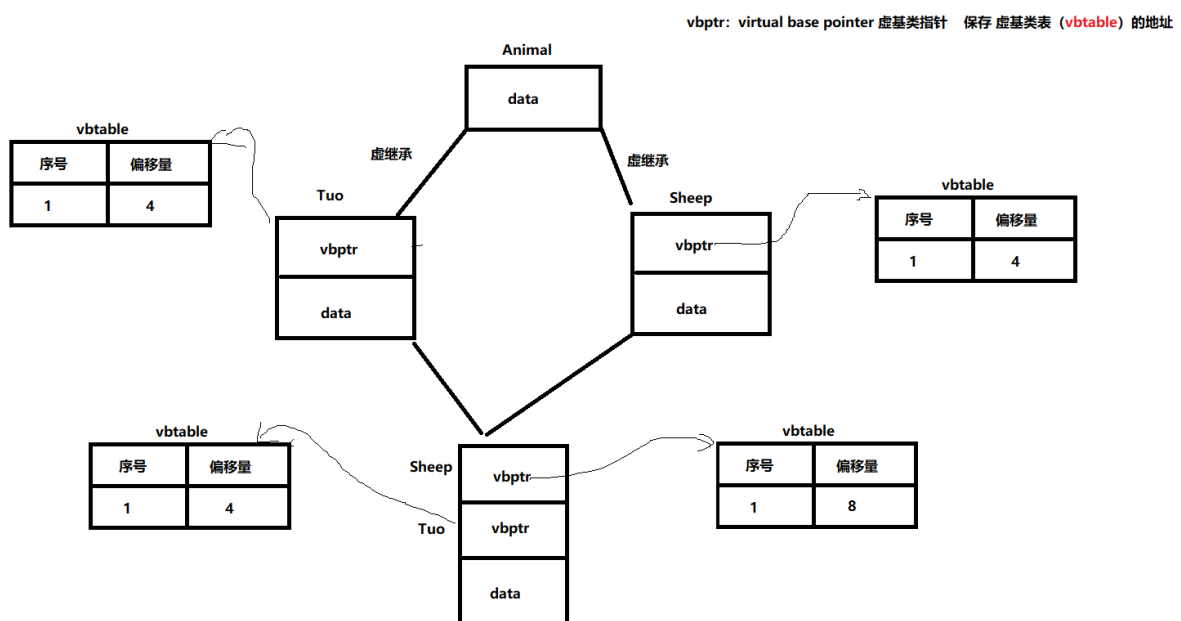 vbptr：virtual base pointer 虚基类指针 保存 虚基类表（vbtable）的地址
Animal
data
vbtable
序号 偏移量
1 4
虚继承
虚继承
Tuo
vbptr
data
Sheep
vbptr
data
vbtable
序号 偏移量
1 4
vbtable
序号 偏移量
1 4
Sheep
vbptr
Tuo
vbptr
data
vbtable
序号 偏移量
1 8